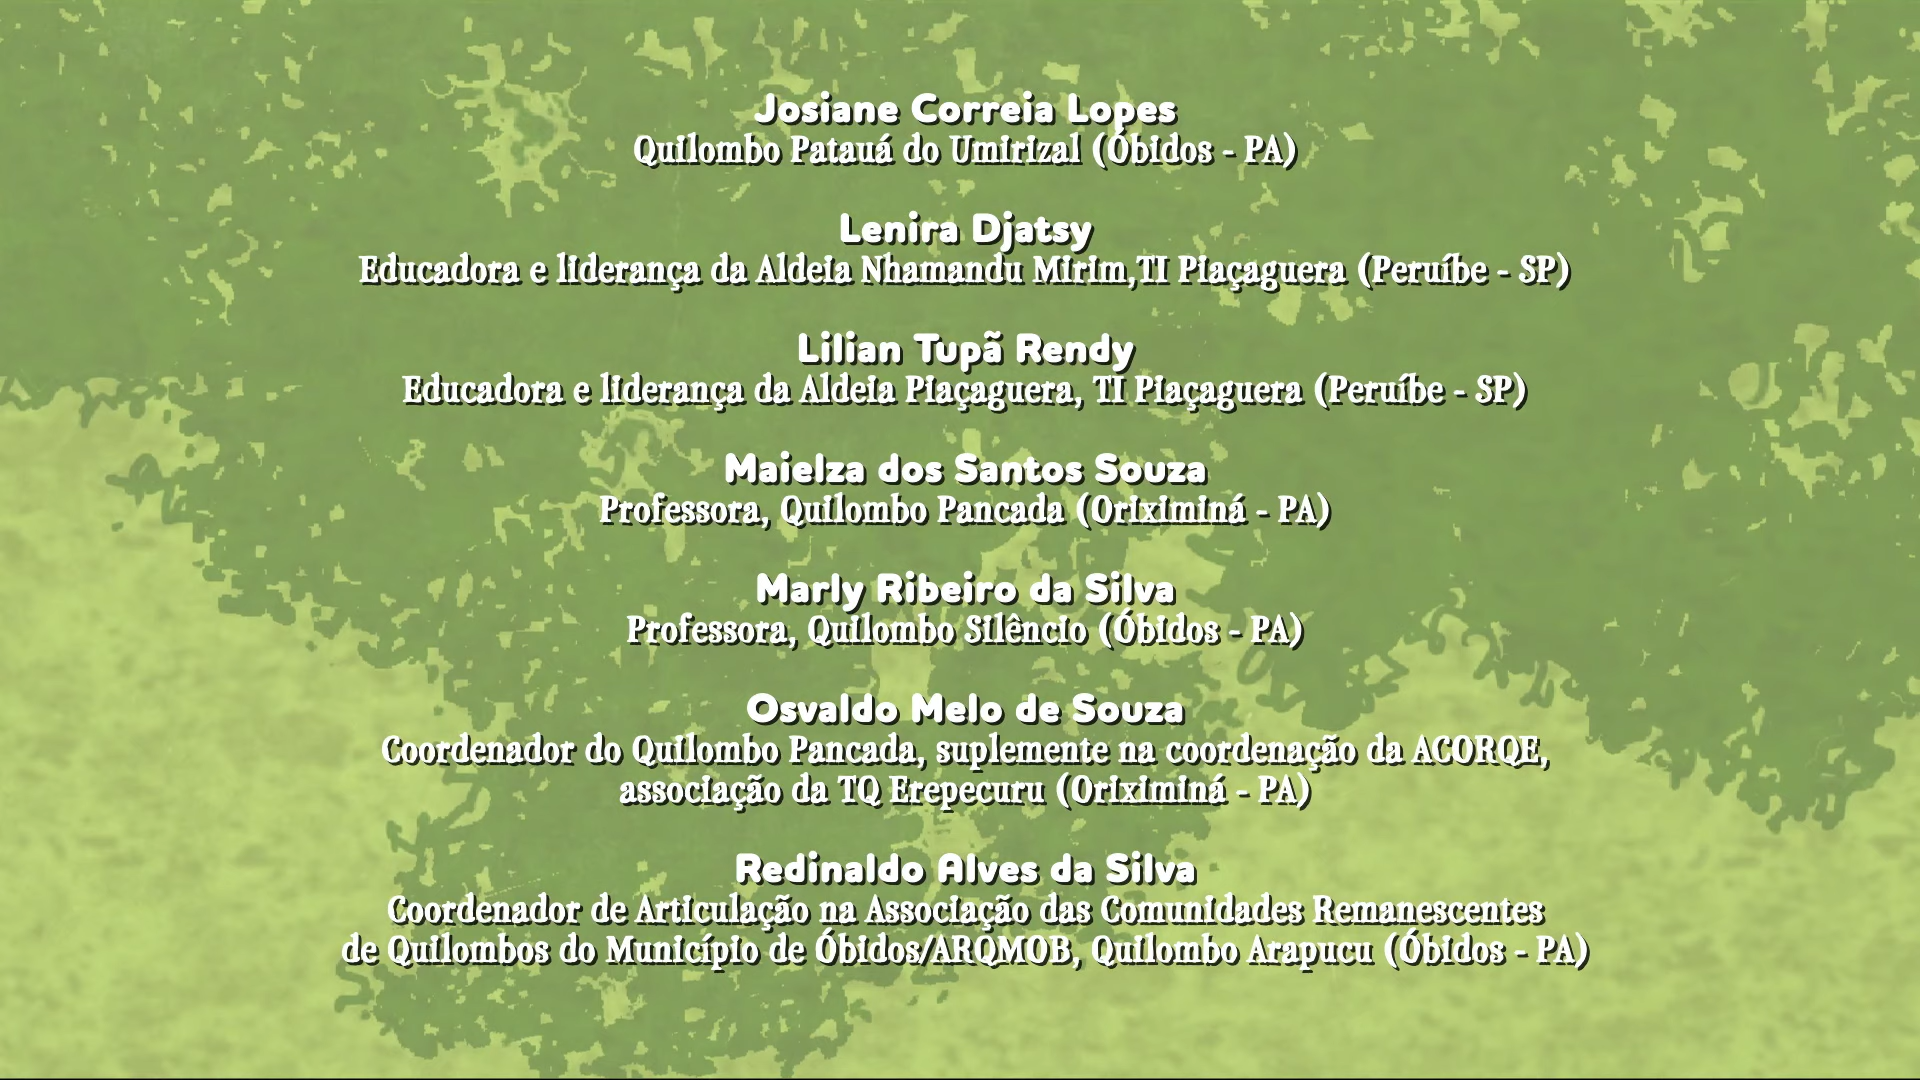 Josiane Correia Lopes
Quilombo Patauá do Umirizal (Óbidos - PA)
Lenira Djatsy
Educadora e liderança da Aldeia Nhamandu Mirim,TI Piaçaguera (Peruíbe - SP)
Lilian Tupã Rendy
Educadora e liderança da Aldeia Piaçaguera, TI Piaçaguera (Peruíbe - SP)
Maielza dos Santos Souza
Professora, Quilombo Pancada (Oriximiná - PA)
Marly Ribeiro da Silva
Professora, Quilombo Silêncio (Óbidos - PA)
Osvaldo Melo de Souza
Coordenador do Quilombo Pancada, suplemente na coordenação da ACORQE,
associação da TQ Erepecuru (Oriximiná - PA)
Redinaldo Alves da Silva
Coordenador de Articulação na Associação das Comunidades Remanescentes
de Quilombos do Município de Óbidos/ARQMOB, Quilombo Arapucu (Óbidos - PA)